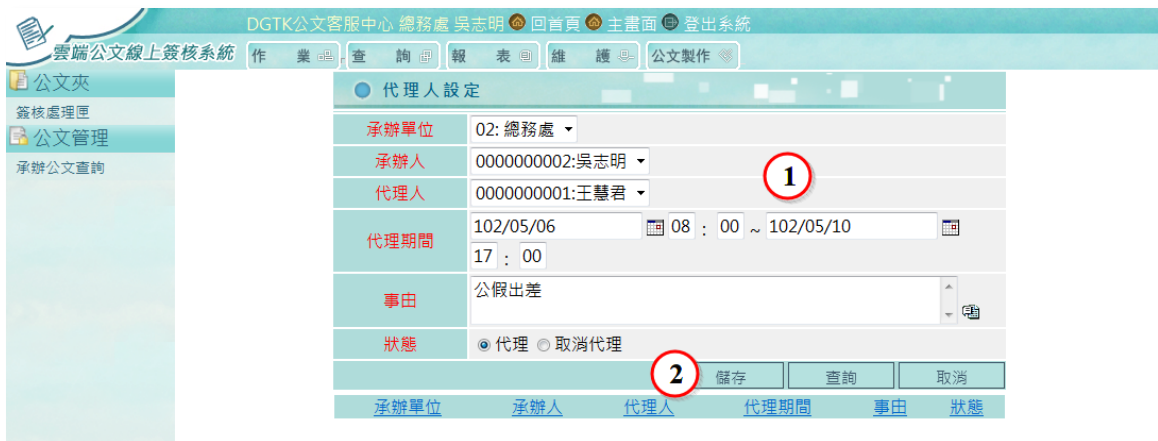 DGTK公文客服中心 總務處 吳志明 回首頁 主畫面 登出系統
雲端公文線上簽核系統 作 業 查 詢 報 表 維 護 公文製作
公文夾
簽核處理匣
公文管理
承辦公文查詢
代理人設定
承辦單位 02: 總務處
承辦人 0000000002:吳志明
代理人 0000000001:王慧君
1
代理期間 102/05/06 08 : 00 ~ 102/05/10
17 : 00
事由 公假出差
狀態 代理 取消代理
2 儲存 查詢 取消
承辦單位 承辦人 代理人 代理期間 事由 狀態